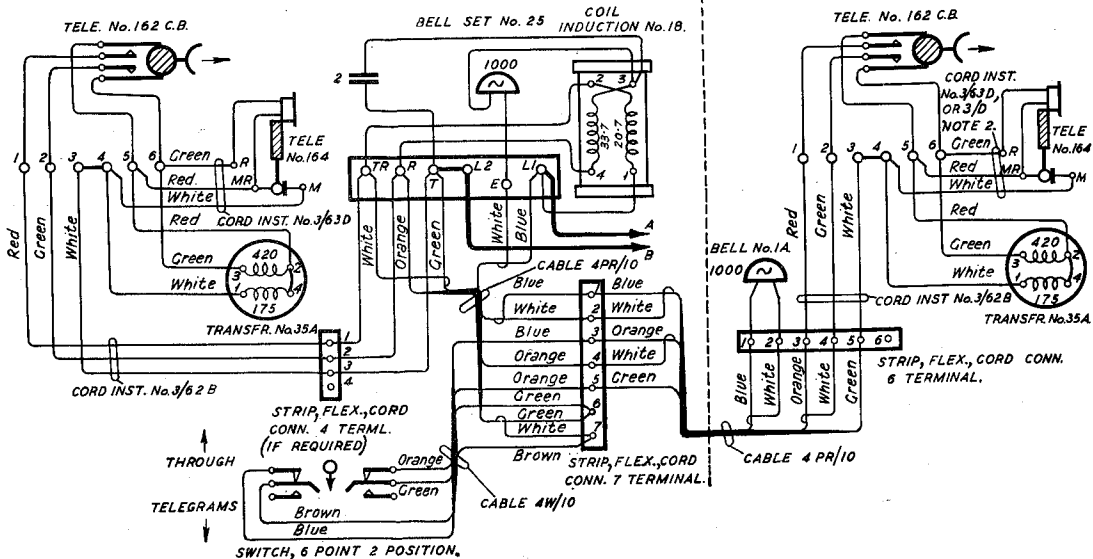 TELE. No. 162 C.B.
BELL SET No. 25
COIL
INDUCTION No. 18.
TELE. No. 162 C.B.
2
1000
2 3
33·7
20·7
4 1
CORD INST.
No. 3/63D,
OR 3/D
NOTE 2.
TELE
No. 164
TELE
No. 164
1 2 3 4 5 6
Green
R
Red.
MR
White
M
CORD INST. No. 3/63D
TR R T L2 E L1
1 2 3 4 5 6
Green
R
Red
MR
White
M
Red
Green
White
Red
Green
White
420
3 2
1 4
175
TRANSFR. No. 35A
White
Orange
Green
White
Blue
A
B
CABLE 4PR/10
Red
Green
White
Red
Green
White
420
3 2
1 4
175
TRANSFR. No. 35A
BELL No. 1A.
1000
CORD INST No. 3/62B
Blue
White
Blue
Orange
Orange
Green
Green
White
Brown
1
2
3
4
5
6
7
Blue
White
Orange
White
Green
1 2 3 4 5 6
STRIP, FLEX., CORD CONN.
6 TERMINAL.
Blue
White
Orange
White
Green
CORD INST. No. 3/62 B
1
2
3
4
STRIP, FLEX., CORD
CONN. 4 TERML.
(IF REQUIRED)
STRIP, FLEX., CORD
CONN. 7 TERMINAL.
CABLE 4 PR/10
THROUGH
TELEGRAMS
Orange
Green
Brown
Blue
CABLE 4W/10
SWITCH, 6 POINT 2 POSITION.